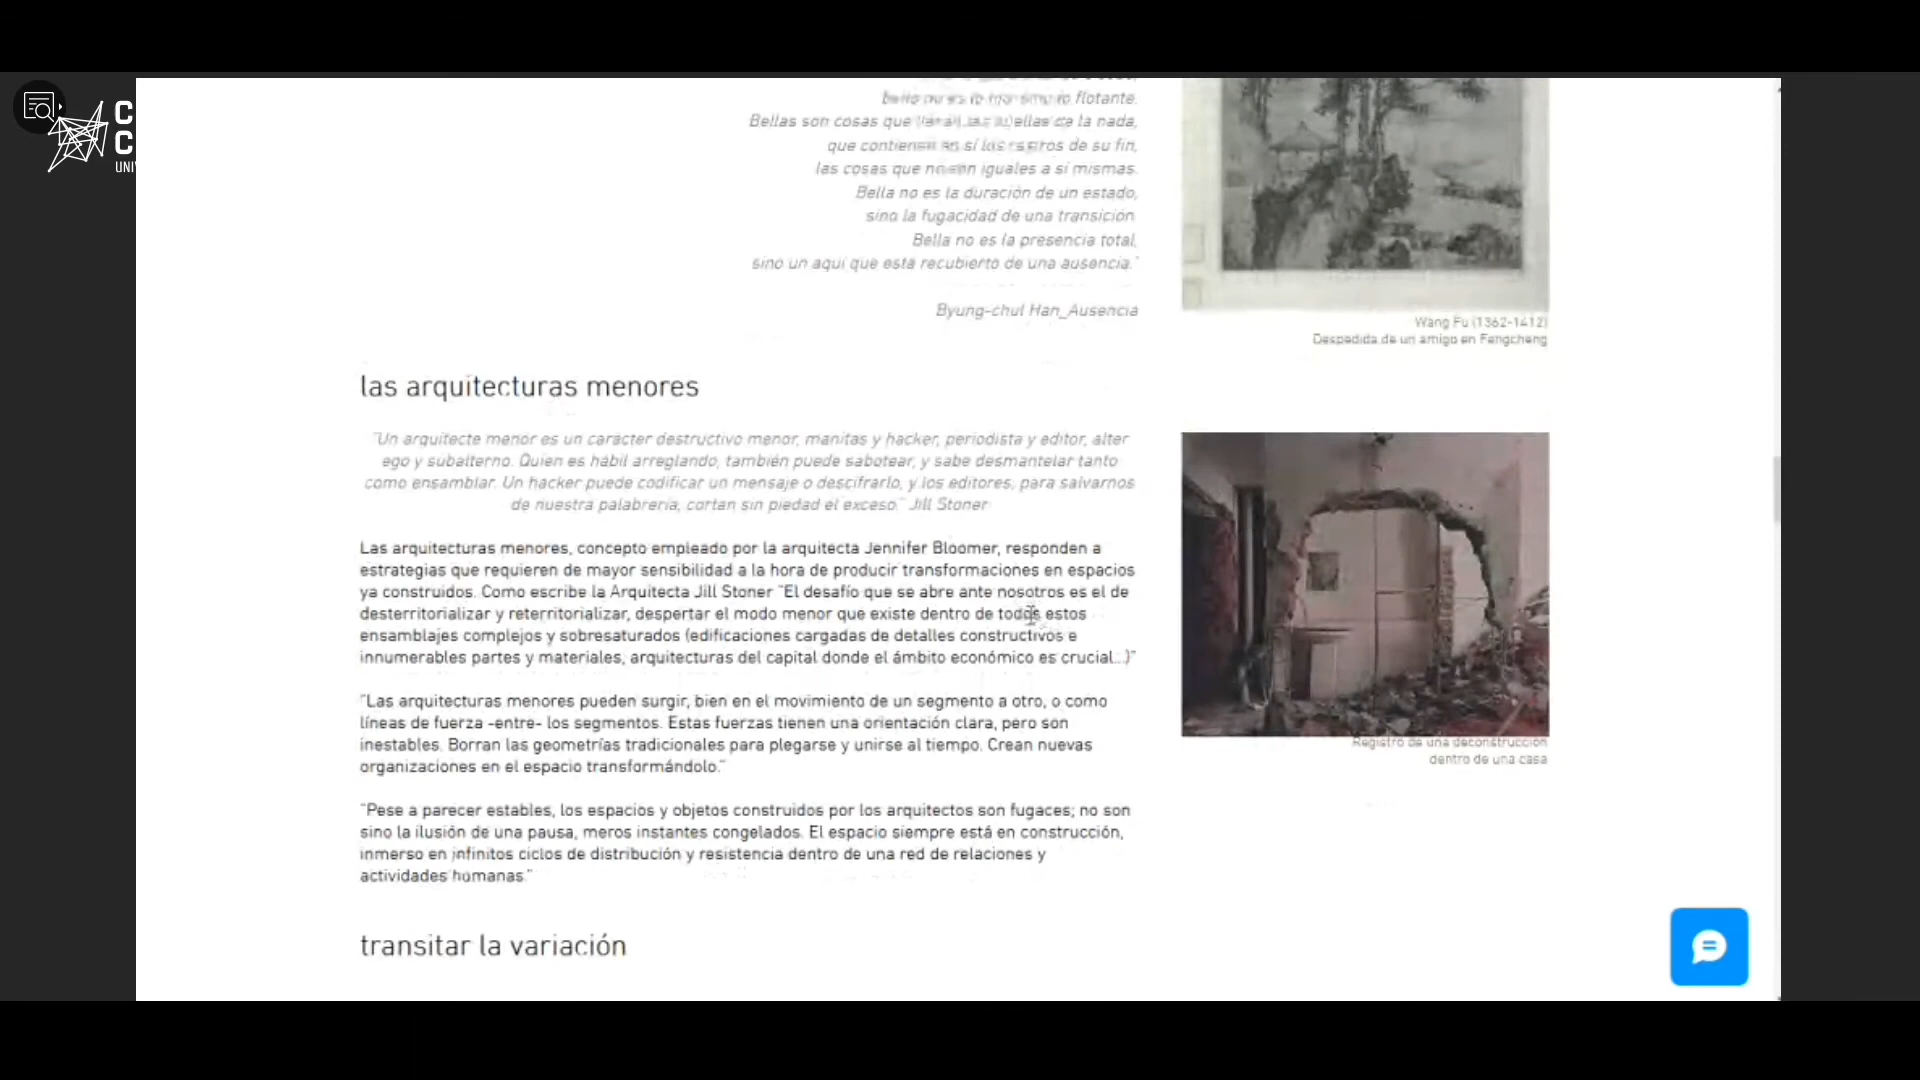 C
C
UNI
flotante.
Bellas son cosas que la nada,
que contienen en sí los rastros de su fin,
las cosas que no son iguales a sí mismas.
Bella no es la duración de un estado,
sino la fugacidad de una transición.
Bella no es la presencia total,
sino un aquí que está recubierto de una ausencia."
Byung-chul Han_Ausencia
Wang Fu (1362-1412)
Despedida de un amigo en Fengcheng
las arquitecturas menores
"Un arquitecte menor es un carácter destructivo menor, manitas y hacker, periodista y editor, alter
ego y subalterno. Quien es hábil arreglando, también puede sabotear, y sabe desmantelar tanto
como ensamblar. Un hacker puede codificar un mensaje o descifrarlo, y los editores, para salvarnos
de nuestra palabrería, cortan sin piedad el exceso." Jill Stoner
Las arquitecturas menores, concepto empleado por la arquitecta Jennifer Bloomer, responden a
estrategias que requieren de mayor sensibilidad a la hora de producir transformaciones en espacios
ya construidos. Como escribe la Arquitecta Jill Stoner "El desafío que se abre ante nosotros es el de
desterritorializar y reterritorializar, despertar el modo menor que existe dentro de todos estos
ensamblajes complejos y sobresaturados (edificaciones cargadas de detalles constructivos e
innumerables partes y materiales, arquitecturas del capital donde el ámbito económico es crucial...)"
"Las arquitecturas menores pueden surgir, bien en el movimiento de un segmento a otro, o como
líneas de fuerza -entre- los segmentos. Estas fuerzas tienen una orientación clara, pero son
inestables. Borran las geometrías tradicionales para plegarse y unirse al tiempo. Crean nuevas
organizaciones en el espacio transformándolo."
Registro de una deconstrucción
dentro de una casa
"Pese a parecer estables, los espacios y objetos construidos por los arquitectos son fugaces; no son
sino la ilusión de una pausa, meros instantes congelados. El espacio siempre está en construcción,
inmerso en infinitos ciclos de distribución y resistencia dentro de una red de relaciones y
actividades humanas."
transitar la variación